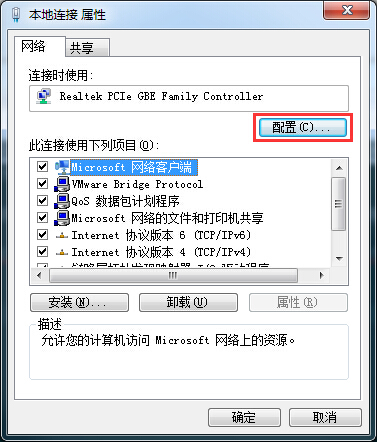 本地连接 属性
网络
共享
连接时使用：
Realtek PCIe GBE Family Controller
配置(C)...
此连接使用下列项目(O)：
Microsoft 网络客户端
VMware Bridge Protocol
QoS 数据包计划程序
Microsoft 网络的文件和打印机共享
Internet 协议版本 6 (TCP/IPv6)
Internet 协议版本 4 (TCP/IPv4)
安装(N)...
卸载(U)
属性(R)
描述
允许您的计算机访问 Microsoft 网络上的资源。
确定
取消